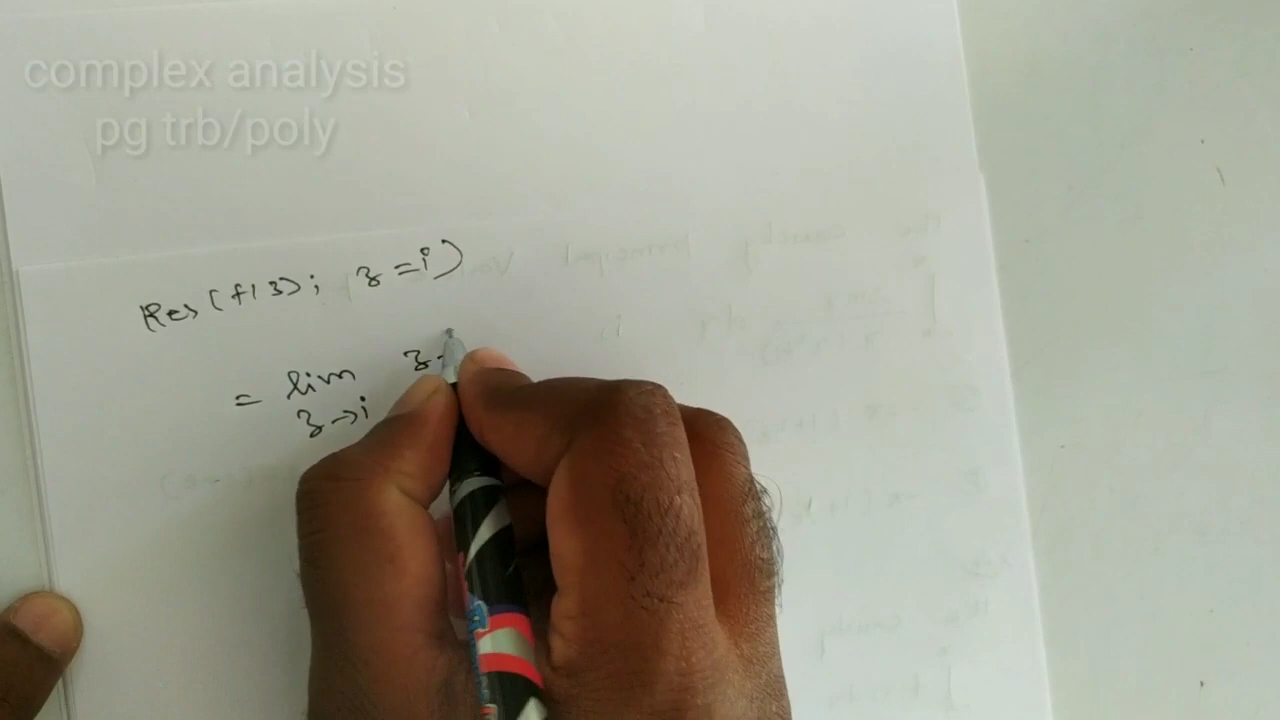 complex analysis
pg trb/poly
Res(f(z); z=i)
= lim z-
z→i